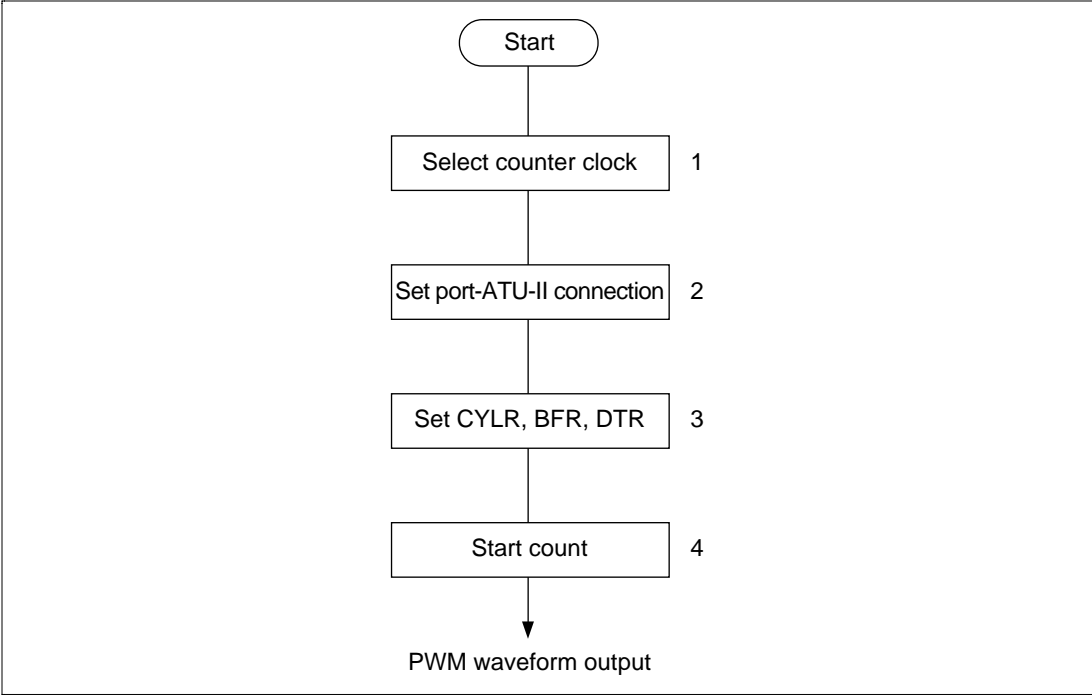 Start
Select counter clock 1
Set port-ATU-II connection 2
Set CYLR, BFR, DTR 3
Start count 4
PWM waveform output